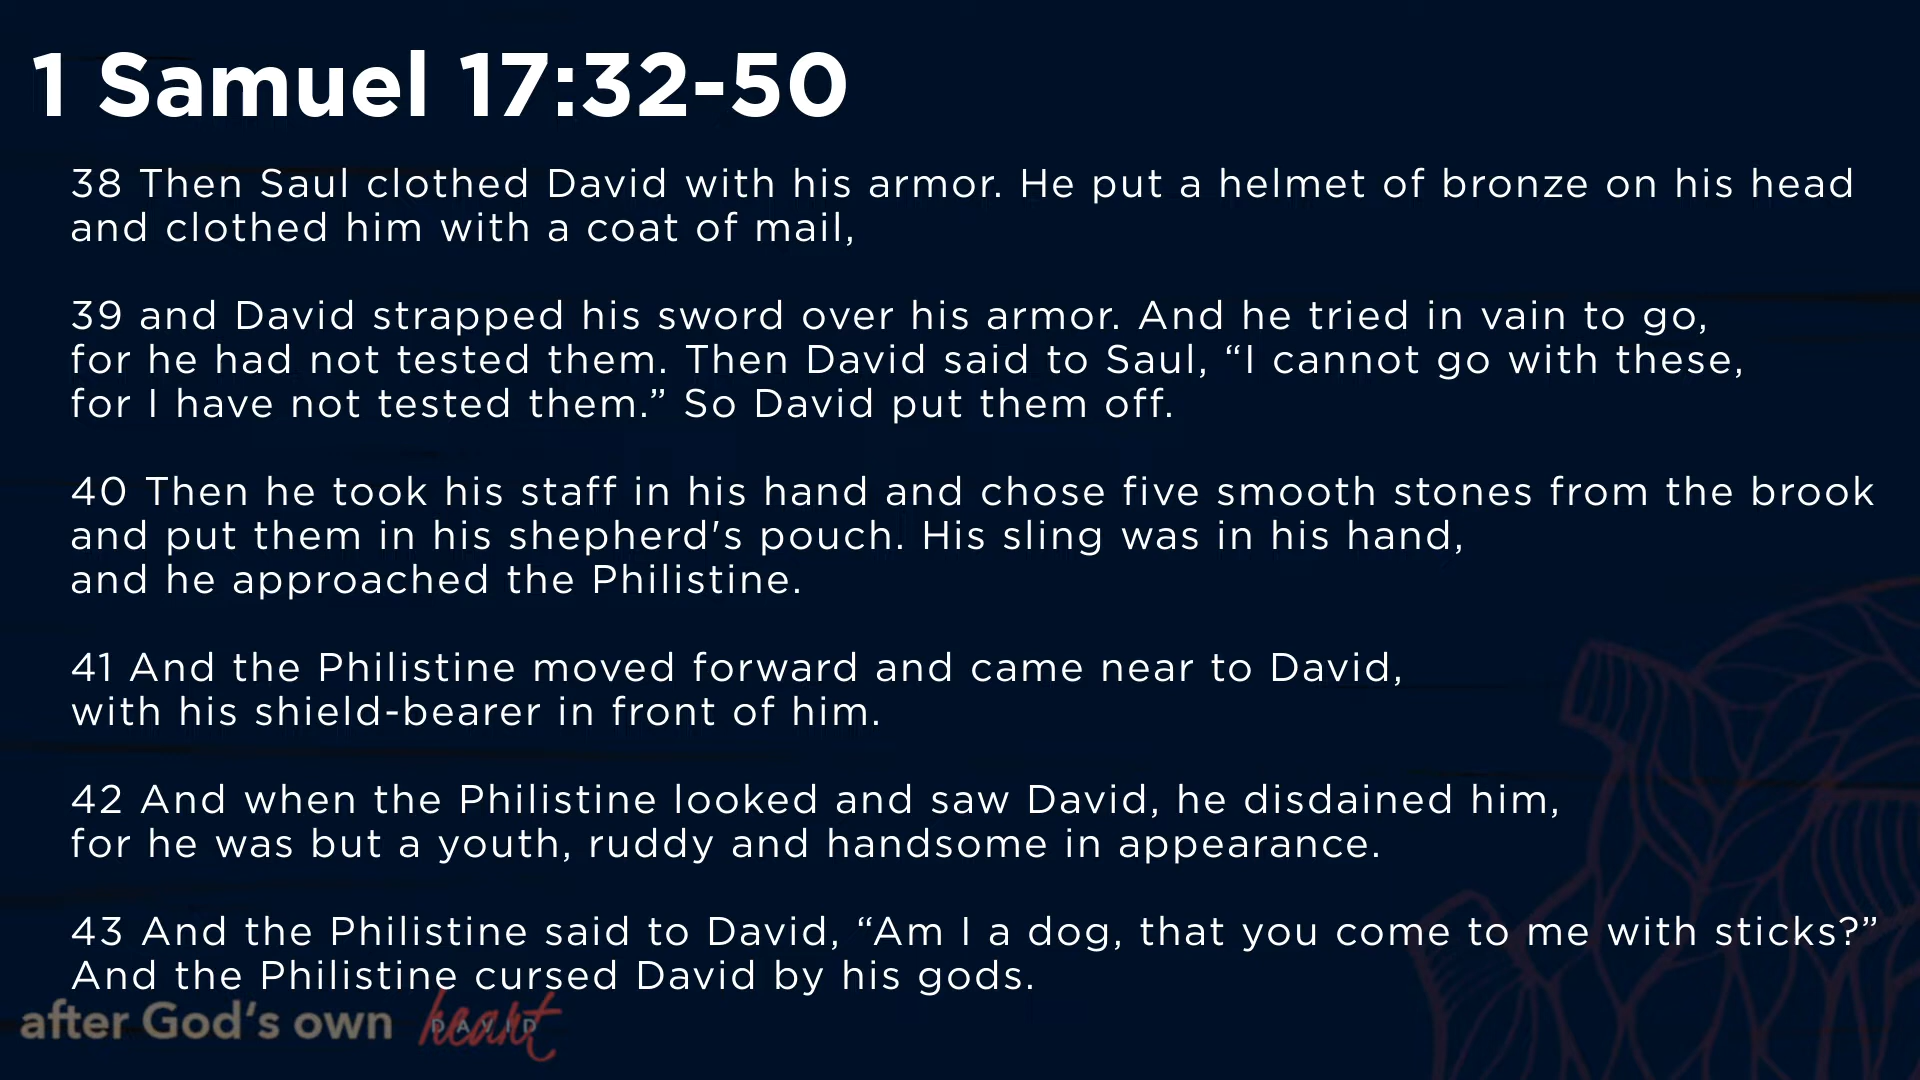 1 Samuel 17:32-50
38 Then Saul clothed David with his armor. He put a helmet of bronze on his head
and clothed him with a coat of mail,
39 and David strapped his sword over his armor. And he tried in vain to go,
for he had not tested them. Then David said to Saul, “I cannot go with these,
for I have not tested them.” So David put them off.
40 Then he took his staff in his hand and chose five smooth stones from the brook
and put them in his shepherd's pouch. His sling was in his hand,
and he approached the Philistine.
41 And the Philistine moved forward and came near to David,
with his shield-bearer in front of him.
42 And when the Philistine looked and saw David, he disdained him,
for he was but a youth, ruddy and handsome in appearance.
43 And the Philistine said to David, “Am I a dog, that you come to me with sticks?”
And the Philistine cursed David by his gods.
after God‘s own heart
DAVID